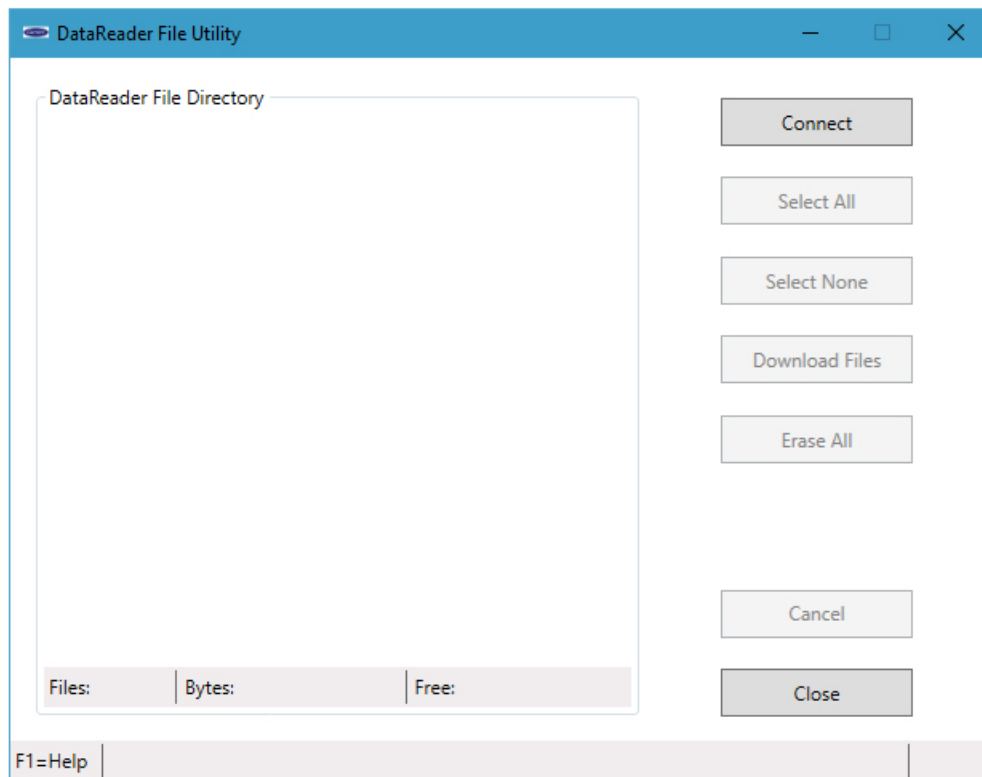 DataReader File Utility
DataReader File Directory
Connect
Select All
Select None
Download Files
Erase All
Cancel
Files: Bytes: Free:
Close
F1=Help